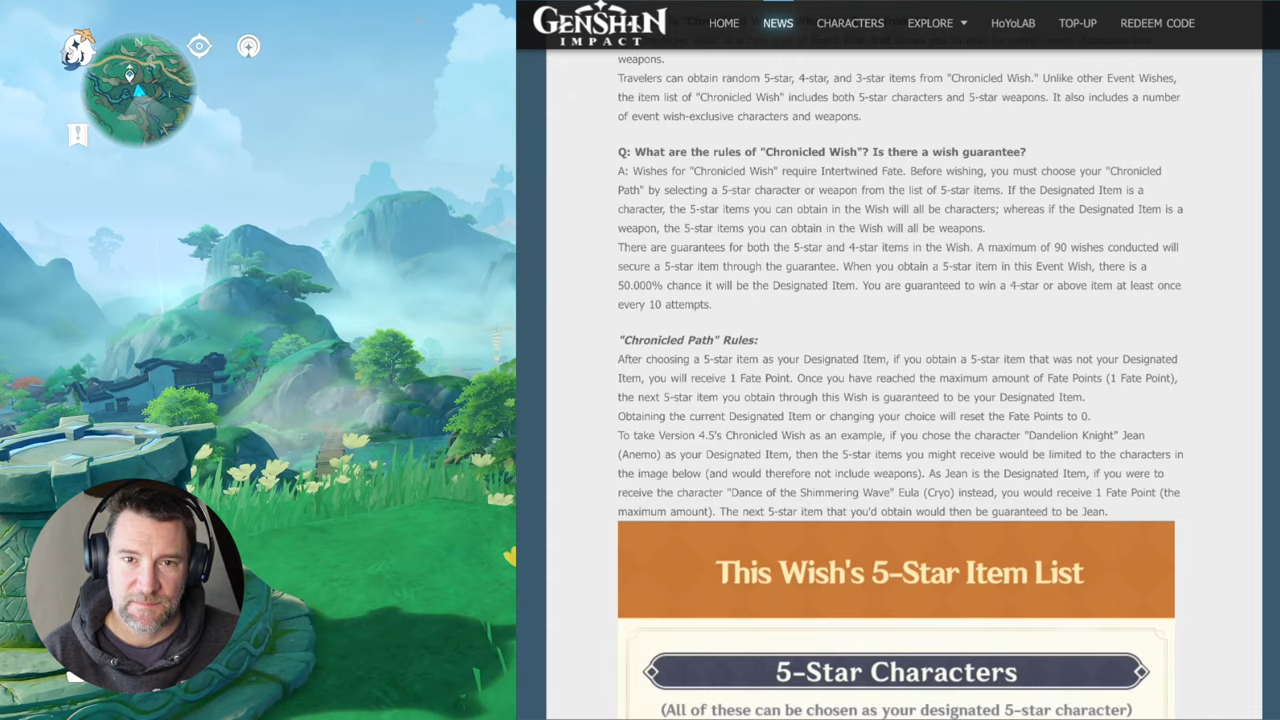 GENSHIN
IMPACT
HOME
NEWS
CHARACTERS
EXPLORE
HoYoLAB
TOP-UP
REDEEM CODE
N
weapons.
Travelers can obtain random 5-star, 4-star, and 3-star items from "Chronicled Wish." Unlike other Event Wishes,
the item list of "Chronicled Wish" includes both 5-star characters and 5-star weapons. It also includes a number
of event wish-exclusive characters and weapons.
Q: What are the rules of "Chronicled Wish"? Is there a wish guarantee?
A: Wishes for "Chronicled Wish" require Intertwined Fate. Before wishing, you must choose your "Chronicled
Path" by selecting a 5-star character or weapon from the list of 5-star items. If the Designated Item is a
character, the 5-star items you can obtain in the Wish will all be characters; whereas if the Designated Item is a
weapon, the 5-star items you can obtain in the Wish will all be weapons.
There are guarantees for both the 5-star and 4-star items in the Wish. A maximum of 90 wishes conducted will
secure a 5-star item through the guarantee. When you obtain a 5-star item in this Event Wish, there is a
50.000% chance it will be the Designated Item. You are guaranteed to win a 4-star or above item at least once
every 10 attempts.
"Chronicled Path" Rules:
After choosing a 5-star item as your Designated Item, if you obtain a 5-star item that was not your Designated
Item, you will receive 1 Fate Point. Once you have reached the maximum amount of Fate Points (1 Fate Point),
the next 5-star item you obtain through this Wish is guaranteed to be your Designated Item.
Obtaining the current Designated Item or changing your choice will reset the Fate Points to 0.
To take Version 4.5's Chronicled Wish as an example, if you chose the character "Dandelion Knight" Jean
(Anemo) as your Designated Item, then the 5-star items you might receive would be limited to the characters in
the image below (and would therefore not include weapons). As Jean is the Designated Item, if you were to
receive the character "Dance of the Shimmering Wave" Eula (Cryo) instead, you would receive 1 Fate Point (the
maximum amount). The next 5-star item that you'd obtain would then be guaranteed to be Jean.
This Wish's 5-Star Item List
5-Star Characters
(All of these can be chosen as your designated 5-star character)